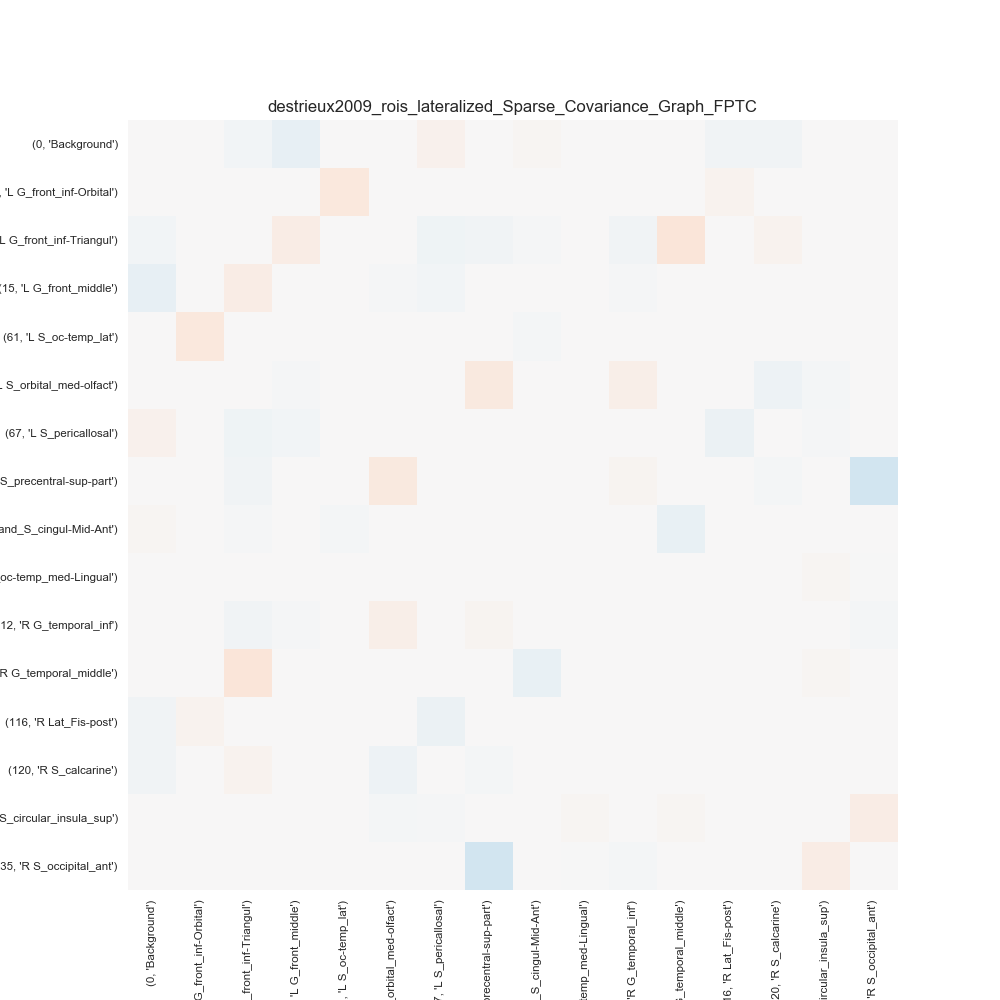 destrieux2009_rois_lateralized_Sparse_Covariance_Graph_FPTC
(0, 'Background')
, 'L G_front_inf-Orbital')
L G_front_inf-Triangul')
(15, 'L G_front_middle')
(61, 'L S_oc-temp_lat')
L S_orbital_med-olfact')
(67, 'L S_pericallosal')
S_precentral-sup-part')
and_S_cingul-Mid-Ant')
oc-temp_med-Lingual')
12, 'R G_temporal_inf')
R G_temporal_middle')
(116, 'R Lat_Fis-post')
(120, 'R S_calcarine')
S_circular_insula_sup')
35, 'R S_occipital_ant')
(0, 'Background')
G_front_inf-Orbital')
_front_inf-Triangul')
'L G_front_middle')
, 'L S_oc-temp_lat')
_orbital_med-olfact')
7, 'L S_pericallosal')
precentral-sup-part')
_S_cingul-Mid-Ant')
temp_med-Lingual')
'R G_temporal_inf')
G_temporal_middle')
16, 'R Lat_Fis-post')
20, 'R S_calcarine')
ircular_insula_sup')
'R S_occipital_ant')